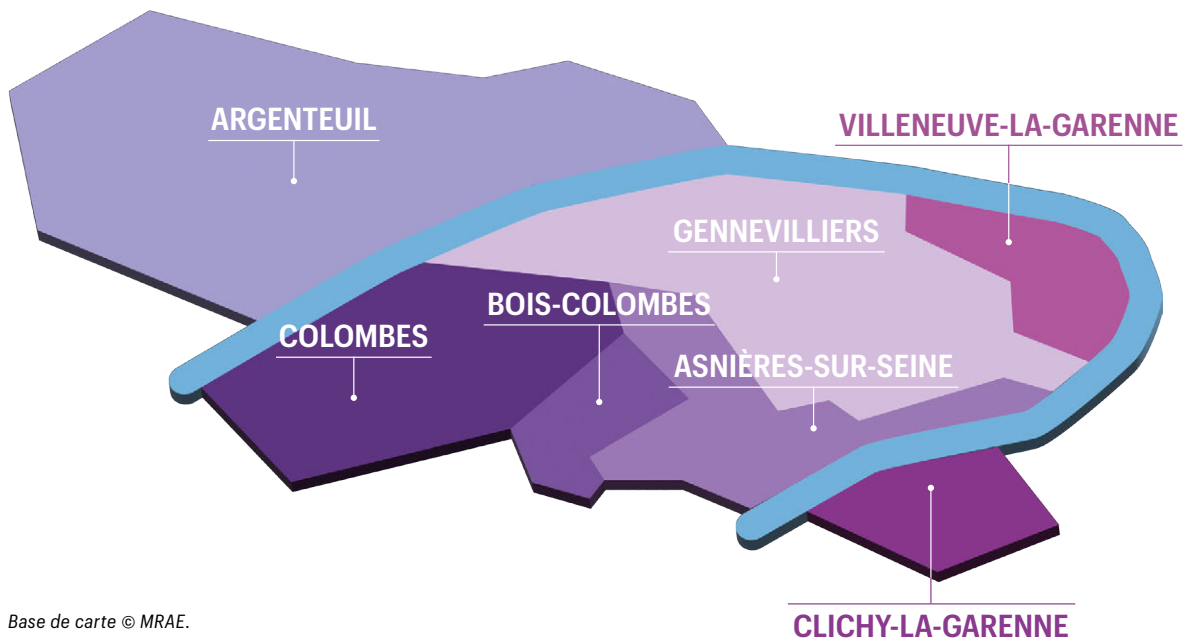 ARGENTEUIL
VILLENEUVE-LA-GARENNE
GENNEVILLIERS
BOIS-COLOMBES
COLOMBES
ASNIÈRES-SUR-SEINE
Base de carte © MRAE.
CLICHY-LA-GARENNE